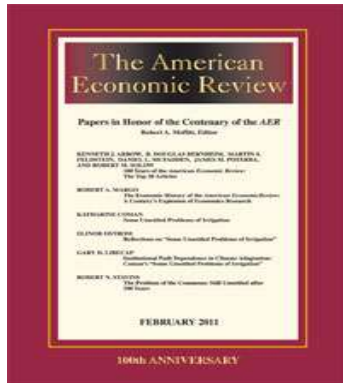 The American
Economic Review
Papers in Honor of the Centenary of the AER
Robert A. Moffitt, Editor
KENNETH J. ARROW, B. DOUGLAS BERNHEIM, MARTIN S.
FELDSTEIN, DANIEL L. MCFADDEN, JAMES M. POTERBA,
AND ROBERT M. SOLOW
100 Years of the American Economic Review:
The Top 20 Articles
ROBERT A. MARGO
The Economic History of the American Economic Review:
A Century's Explosion of Economics Research
KATHARINE COMAN
Some Unsettled Problems of Irrigation
ELINOR OSTROM
Reflections on "Some Unsettled Problems of Irrigation"
GARY D. LIBECAP
Institutional Path Dependence in Climate Adaptation:
Coman's "Some Unsettled Problems of Irrigation"
ROBERT N. STAVINS
The Problem of the Commons: Still Unsettled after
100 Years
FEBRUARY 2011
100th ANNIVERSARY